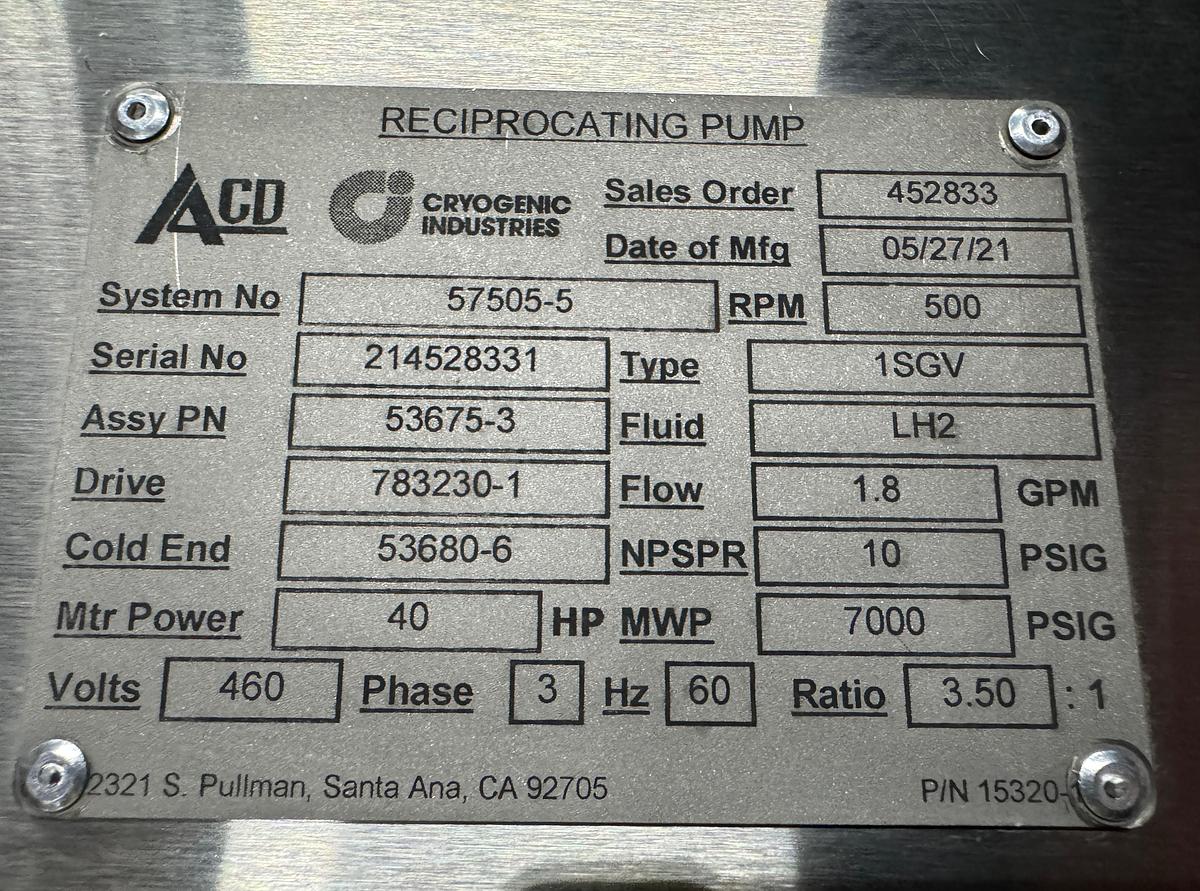 RECIPROCATING PUMP
ACD CRYOGENIC INDUSTRIES Sales Order 452833
Date of Mfg 05/27/21
System No 57505-5 RPM 500
Serial No 214528331 Type 1SGV
Assy PN 53675-3 Fluid LH2
Drive 783230-1 Flow 1.8 GPM
Cold End 53680-6 NPSPR 10 PSIG
Mtr Power 40 HP MWP 7000 PSIG
Volts 460 Phase 3 Hz 60 Ratio 3.50 : 1
2321 S. Pullman, Santa Ana, CA 92705 P/N 15320-